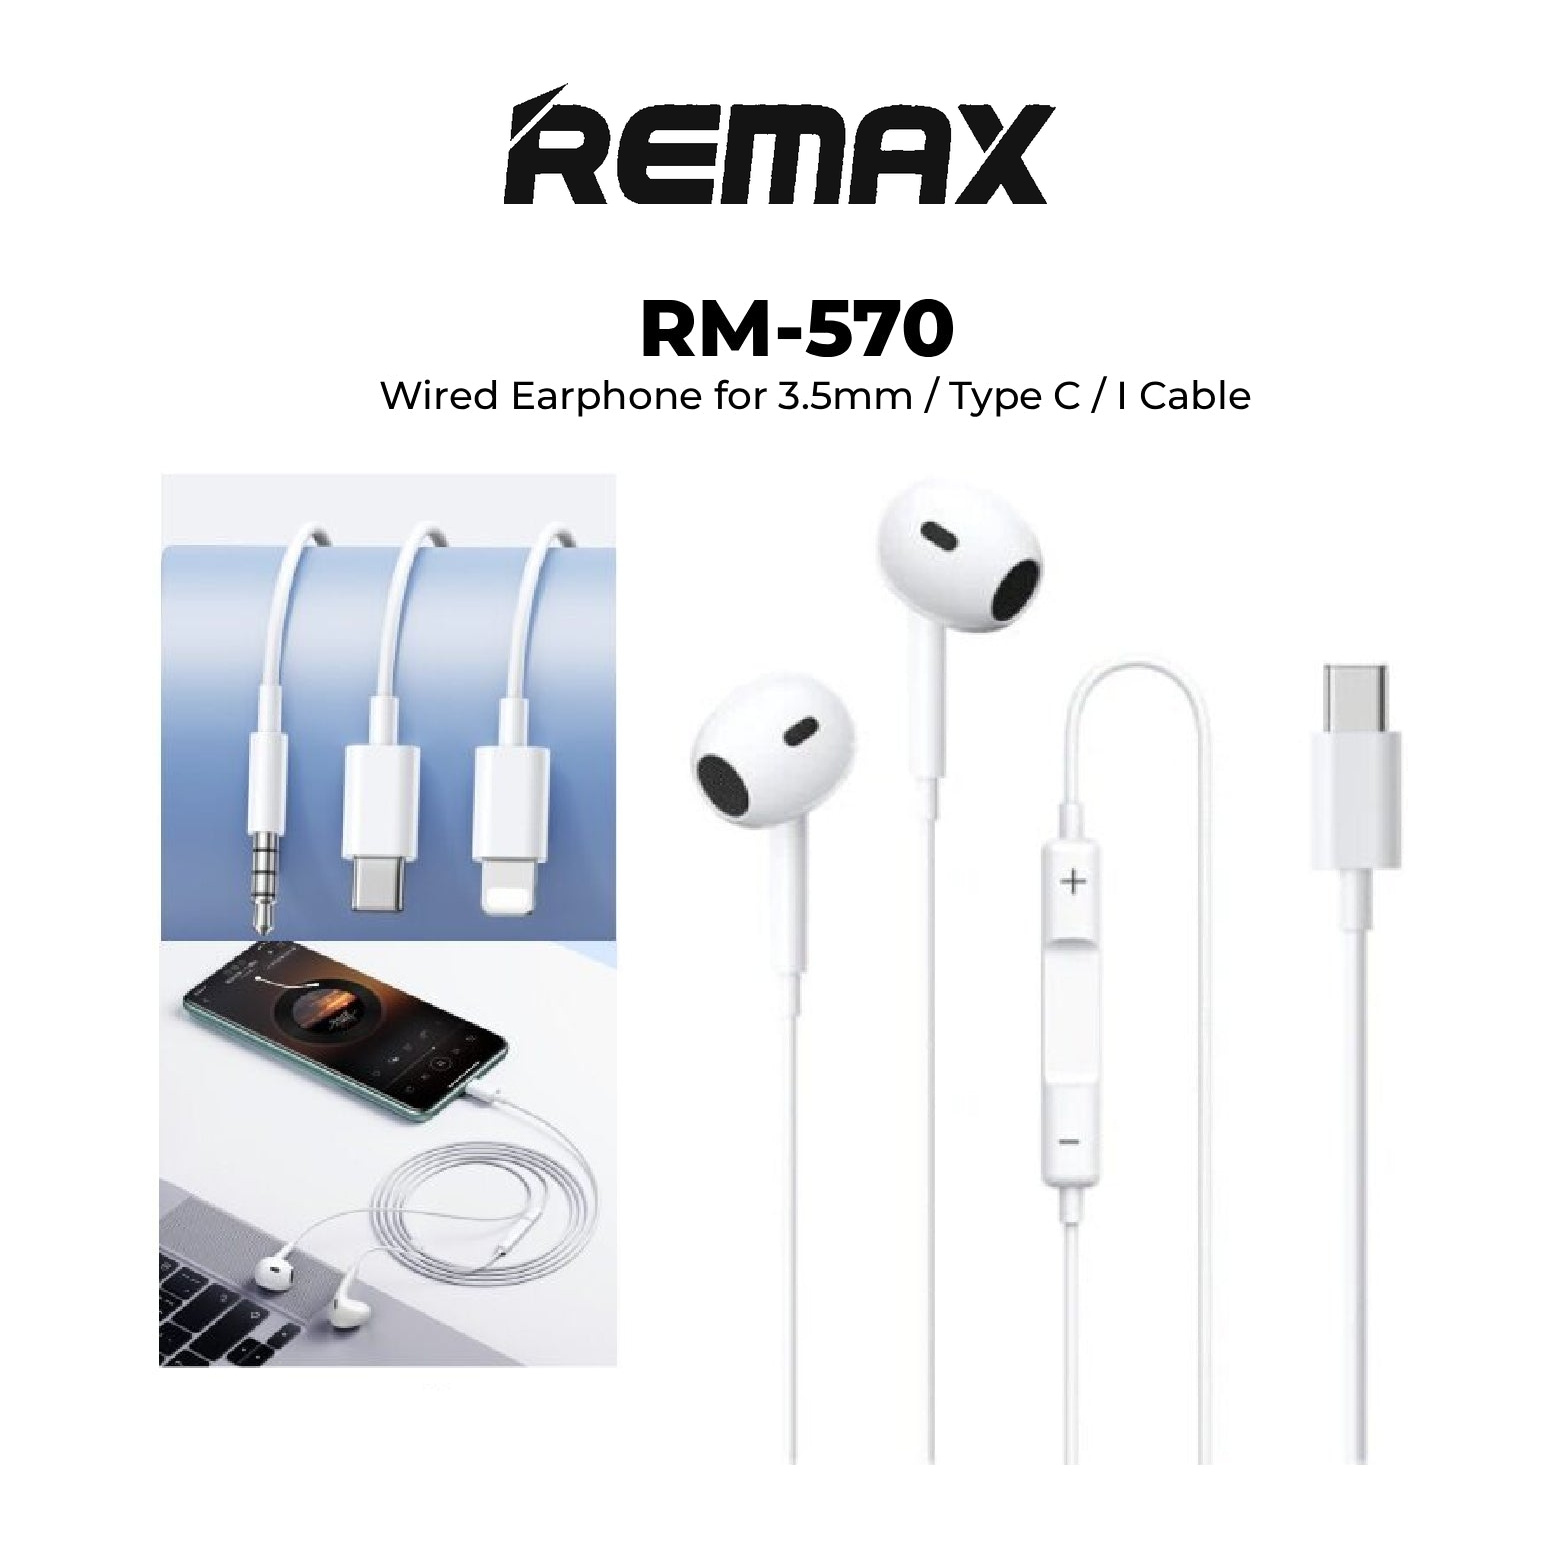 REMAX
RM-570
Wired Earphone for 3.5mm / Type C / I Cable
+
−